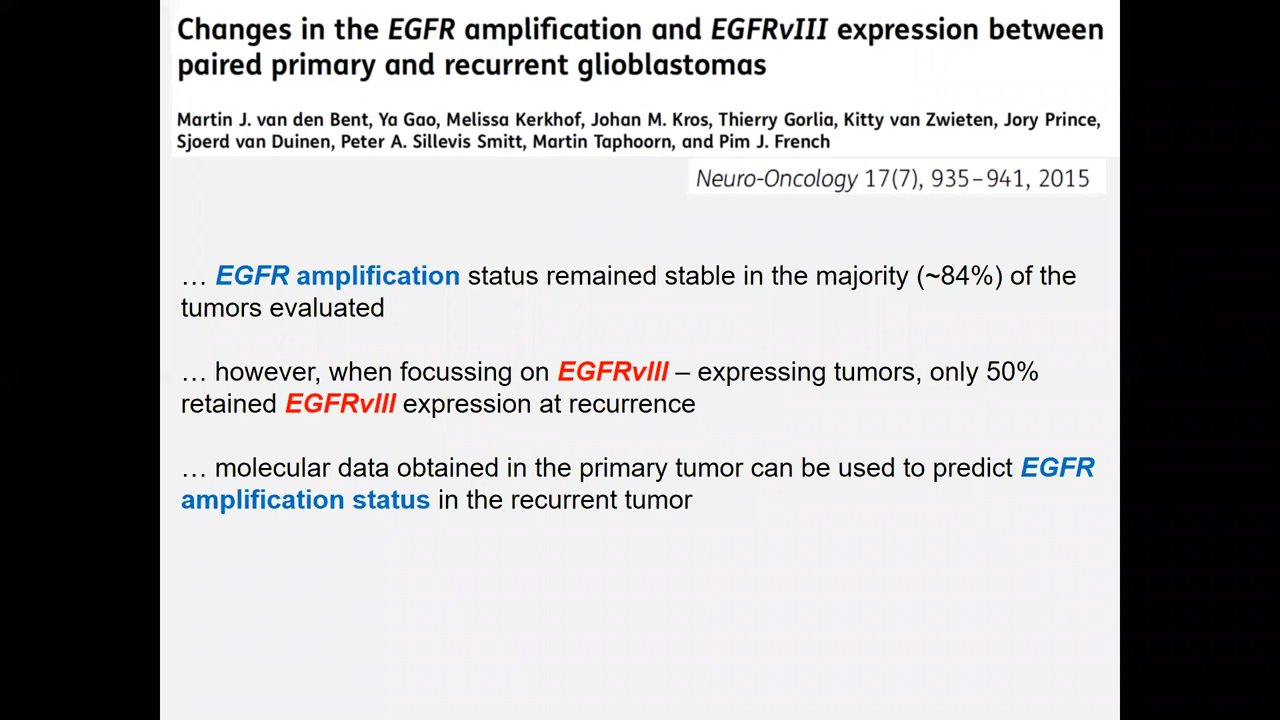 Changes in the EGFR amplification and EGFRvIII expression between
paired primary and recurrent glioblastomas
Martin J. van den Bent, Ya Gao, Melissa Kerkhof, Johan M. Kros, Thierry Gorlia, Kitty van Zwieten, Jory Prince,
Sjoerd van Duinen, Peter A. Sillevis Smitt, Martin Taphoorn, and Pim J. French
Neuro-Oncology 17(7), 935–941, 2015
… EGFR amplification status remained stable in the majority (~84%) of the
tumors evaluated
… however, when focussing on EGFRvIII – expressing tumors, only 50%
retained EGFRvIII expression at recurrence
… molecular data obtained in the primary tumor can be used to predict EGFR
amplification status in the recurrent tumor